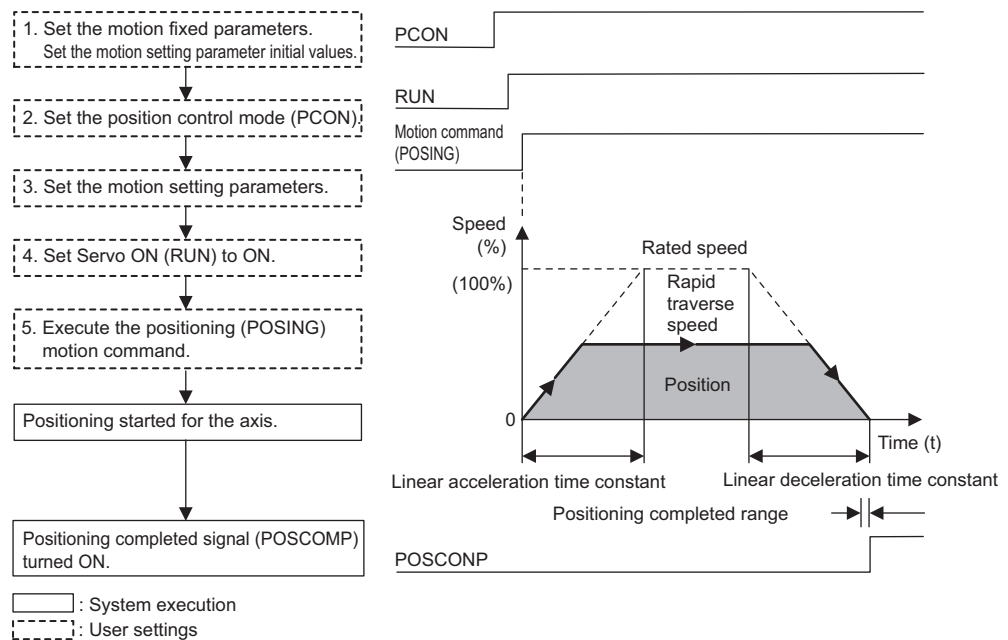 1. Set the motion fixed parameters.
Set the motion setting parameter initial values.
2. Set the position control mode (PCON).
3. Set the motion setting parameters.
4. Set Servo ON (RUN) to ON.
5. Execute the positioning (POSING)
motion command.
Positioning started for the axis.
Positioning completed signal (POSCOMP)
turned ON.
: System execution
: User settings
PCON
RUN
Motion command
(POSING)
Speed
(%)
(100%)
Rated speed
Rapid
traverse
speed
Position
0
Time (t)
Linear acceleration time constant
Linear deceleration time constant
Positioning completed range
POSCONP